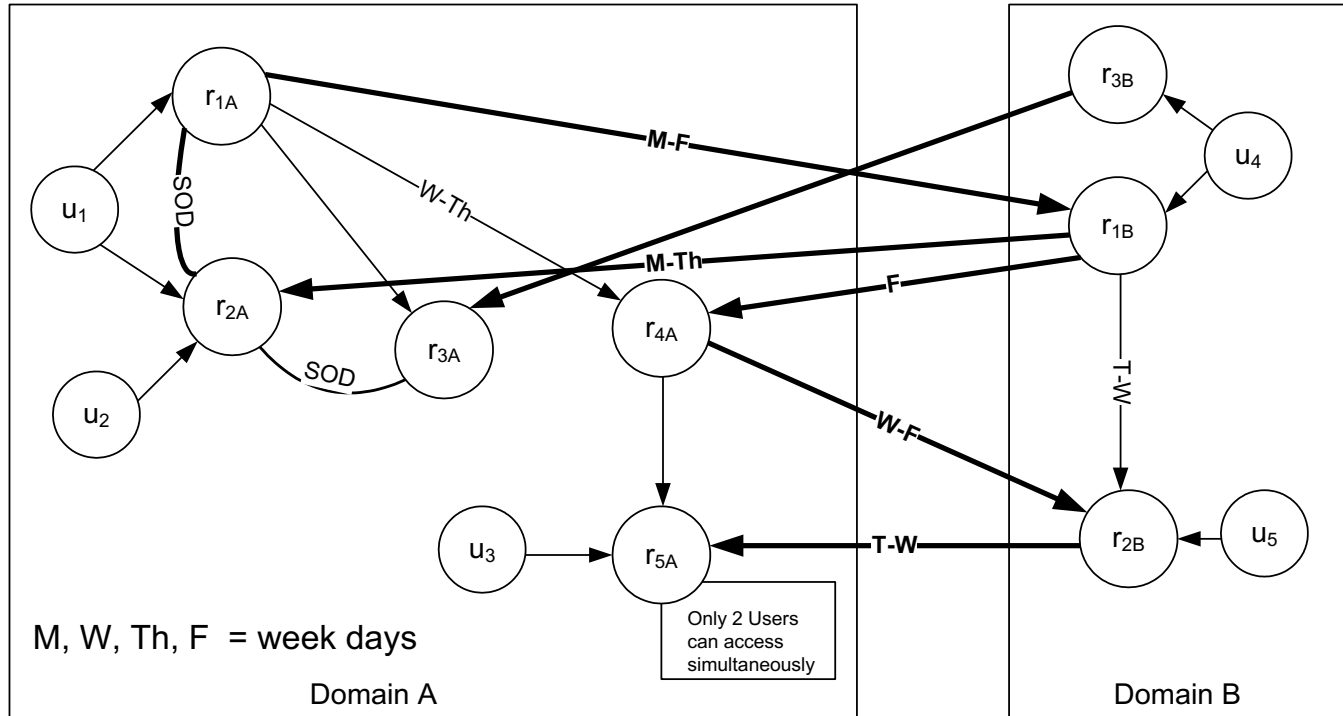 r3B
r1A
M-F
u4
SOD
W-Th
u1
r1B
M-Th
F
r2A
r4A
r3A
SOD
T-W
u2
W-F
u3
r5A
T-W
r2B
u5
Only 2 Users
can access
simultaneously
M, W, Th, F = week days
Domain A
Domain B